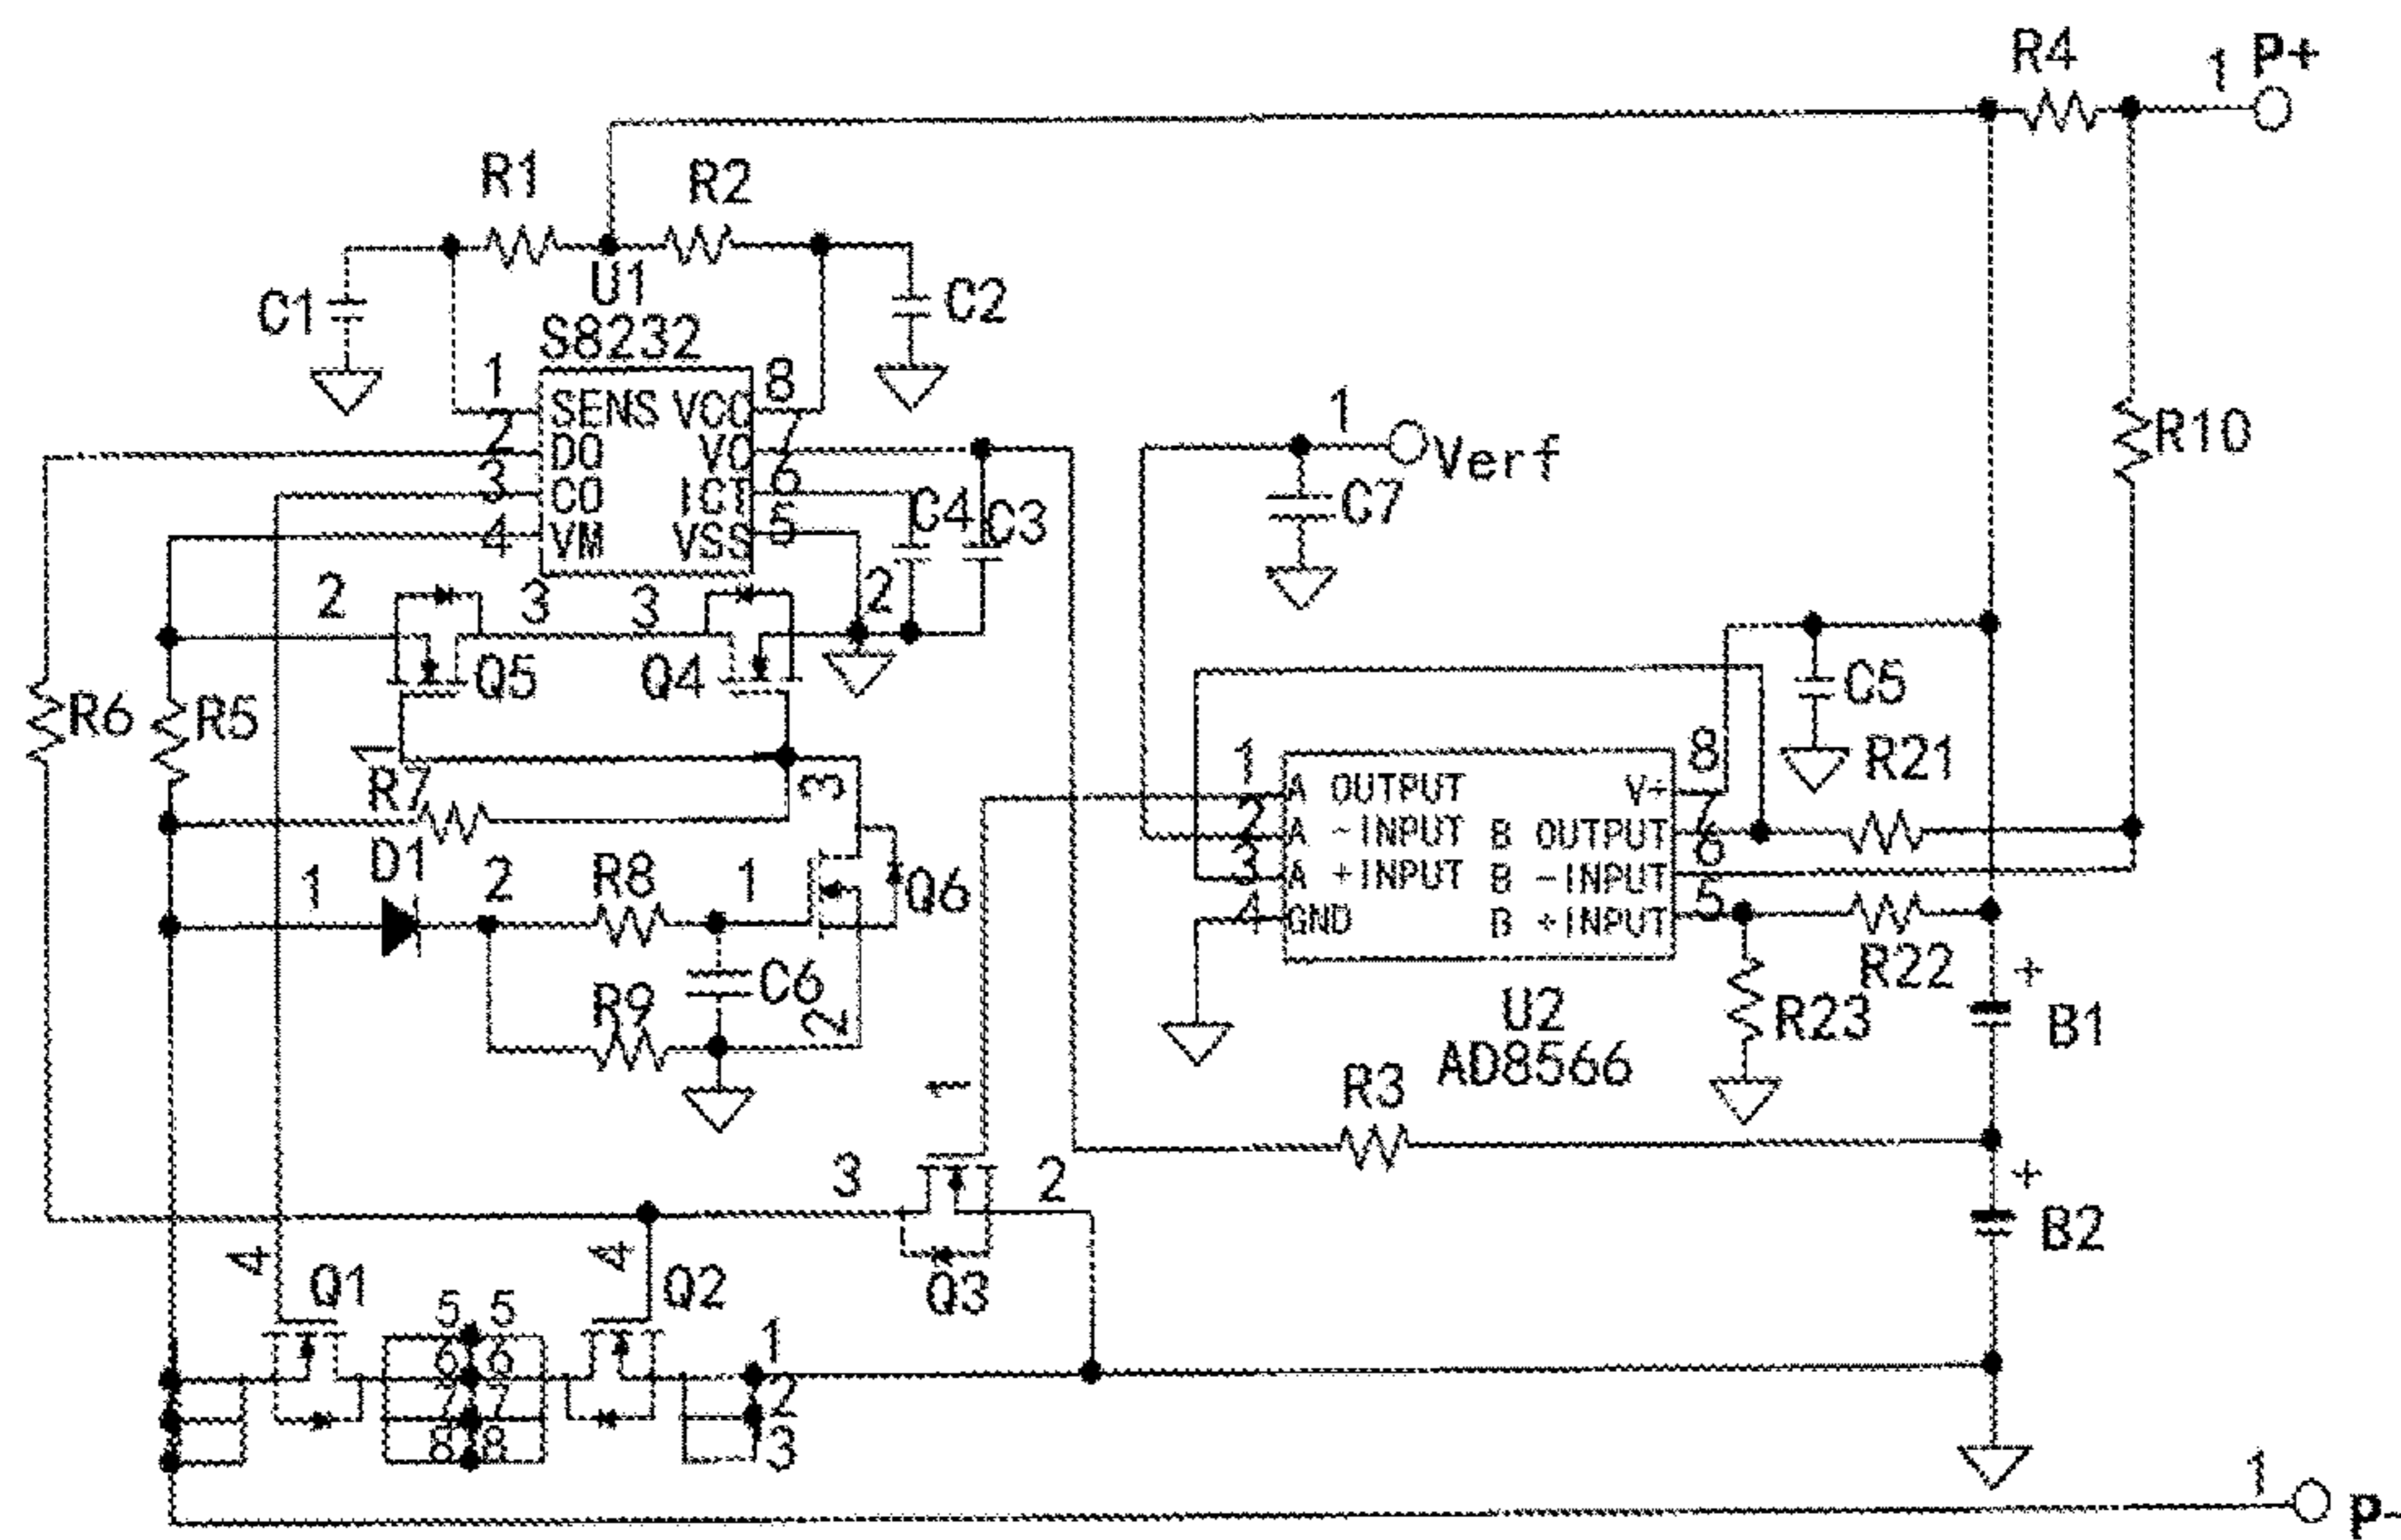 R4
1
P+
R1
R2
U1
S8232
C1
C2
1
8
SENS
VCC
2
7
DO
VC
3
6
CO
ICT
4
5
VM
VSS
C4
C3
1
Verf
C7
R10
2
3
3
2
Q5
Q4
R6
R5
C5
1
R7
3
R21
1
8
A OUTPUT
V+
2
7
A -INPUT
B OUTPUT
3
6
A +INPUT
B -INPUT
4
5
GND
B +INPUT
D1
1
2
R8
1
Q6
R9
C6
2
U2
AD8566
R23
R22
+
B1
1
R3
3
2
+
B2
4
Q1
4
Q2
Q3
5
5
6
6
7
7
8
8
1
2
3
1
P-